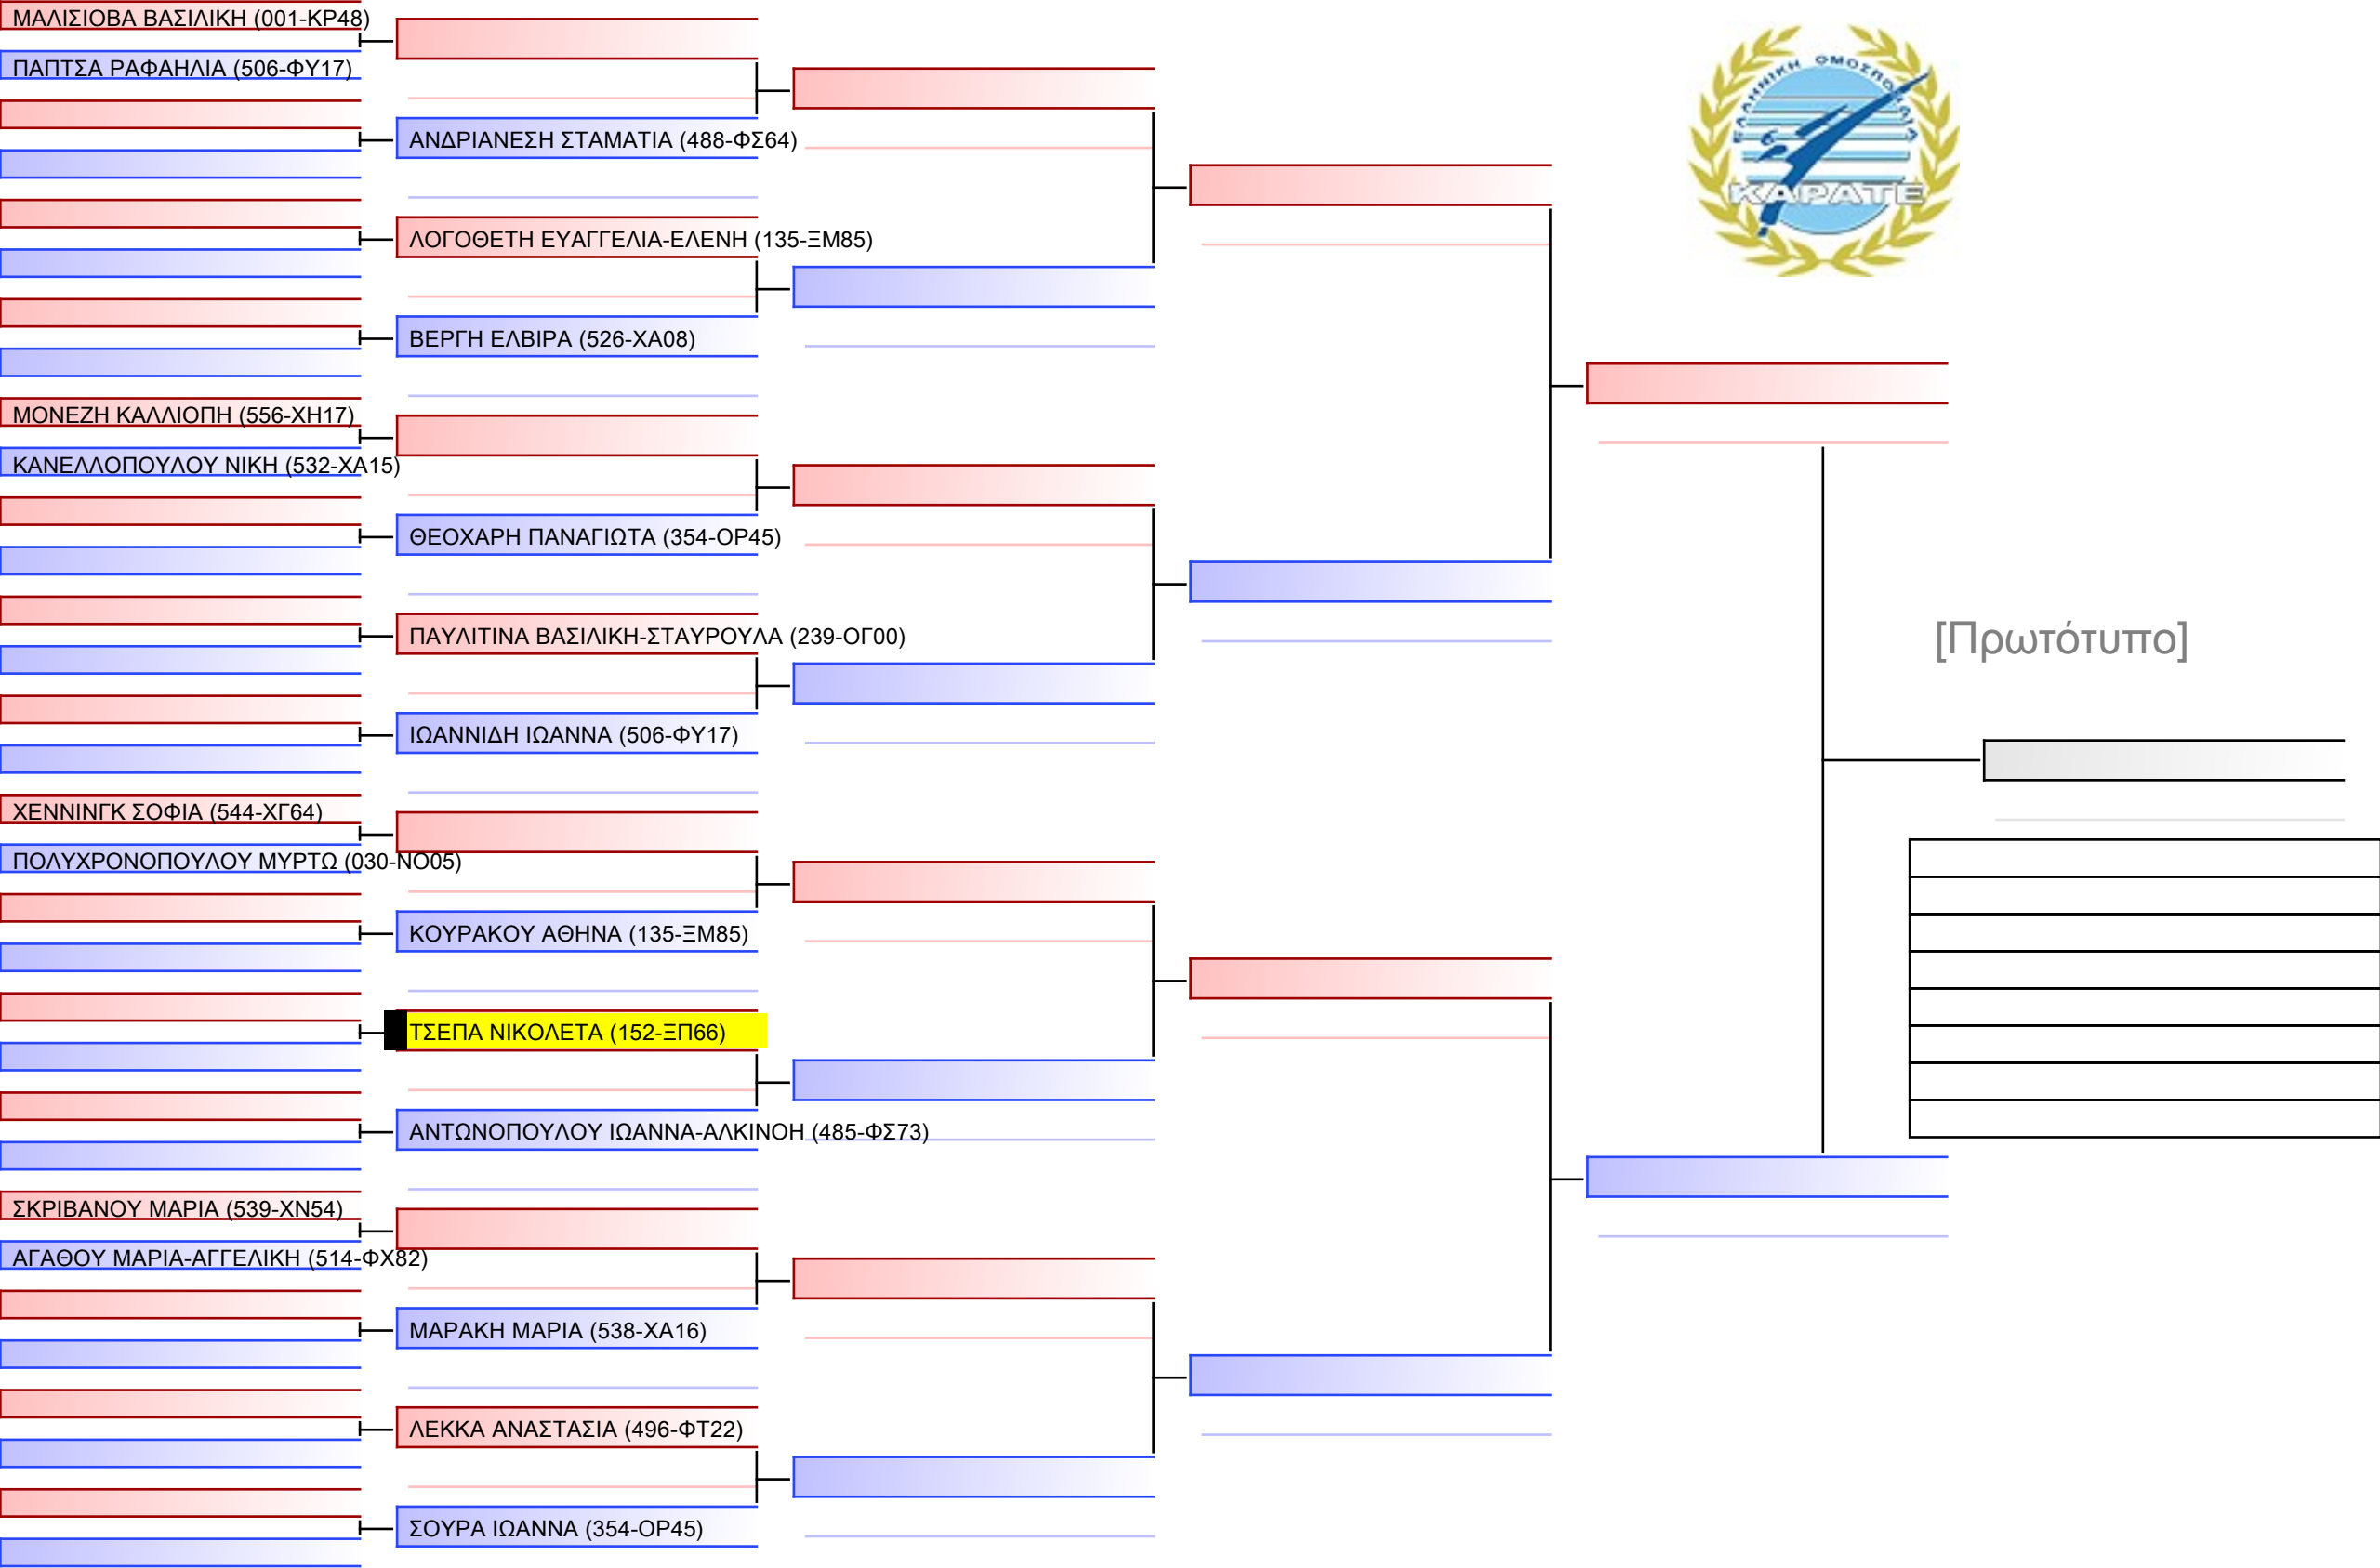 ΜΑΛΙΣΙΟΒΑ ΒΑΣΙΛΙΚΗ (001-ΚΡ48)
ΠΑΠΤΣΑ ΡΑΦΑΗΛΙΑ (506-ΦΥ17)
ΑΝΔΡΙΑΝΕΣΗ ΣΤΑΜΑΤΙΑ (488-ΦΣ64)
ΛΟΓΟΘΕΤΗ ΕΥΑΓΓΕΛΙΑ-ΕΛΕΝΗ (135-ΞΜ85)
ΒΕΡΓΗ ΕΛΒΙΡΑ (526-ΧΑ08)
ΜΟΝΕΖΗ ΚΑΛΛΙΟΠΗ (556-ΧΗ17)
ΚΑΝΕΛΛΟΠΟΥΛΟΥ ΝΙΚΗ (532-ΧΑ15)
ΘΕΟΧΑΡΗ ΠΑΝΑΓΙΩΤΑ (354-ΟΡ45)
ΠΑΥΛΙΤΙΝΑ ΒΑΣΙΛΙΚΗ-ΣΤΑΥΡΟΥΛΑ (239-ΟΓ00)
ΙΩΑΝΝΙΔΗ ΙΩΑΝΝΑ (506-ΦΥ17)
ΧΕΝΝΙΝΓΚ ΣΟΦΙΑ (544-ΧΓ64)
ΠΟΛΥΧΡΟΝΟΠΟΥΛΟΥ ΜΥΡΤΩ (030-ΝΟ05)
ΚΟΥΡΑΚΟΥ ΑΘΗΝΑ (135-ΞΜ85)
ΤΣΕΠΑ ΝΙΚΟΛΕΤΑ (152-ΞΠ66)
ΑΝΤΩΝΟΠΟΥΛΟΥ ΙΩΑΝΝΑ-ΑΛΚΙΝΟΗ (485-ΦΣ73)
ΣΚΡΙΒΑΝΟΥ ΜΑΡΙΑ (539-ΧΝ54)
ΑΓΑΘΟΥ ΜΑΡΙΑ-ΑΓΓΕΛΙΚΗ (514-ΦΧ82)
ΜΑΡΑΚΗ ΜΑΡΙΑ (538-ΧΑ16)
ΛΕΚΚΑ ΑΝΑΣΤΑΣΙΑ (496-ΦΤ22)
ΣΟΥΡΑ ΙΩΑΝΝΑ (354-ΟΡ45)
ΕΛΛΗΝΙΚΗ ΟΜΟΣΠΟΝΔΙΑ
ΚΑΡΑΤΕ
[Πρωτότυπο]